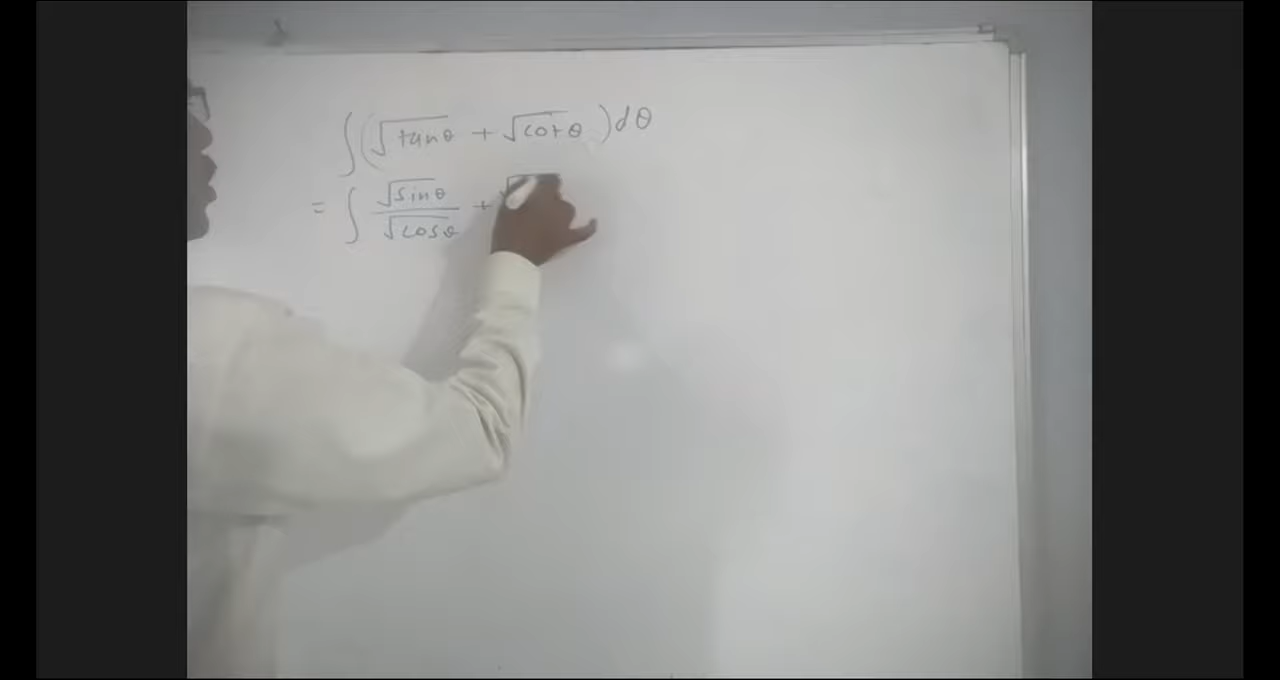 ∫(√tanθ + √cotθ)dθ
= ∫ √sinθ/√cosθ + √